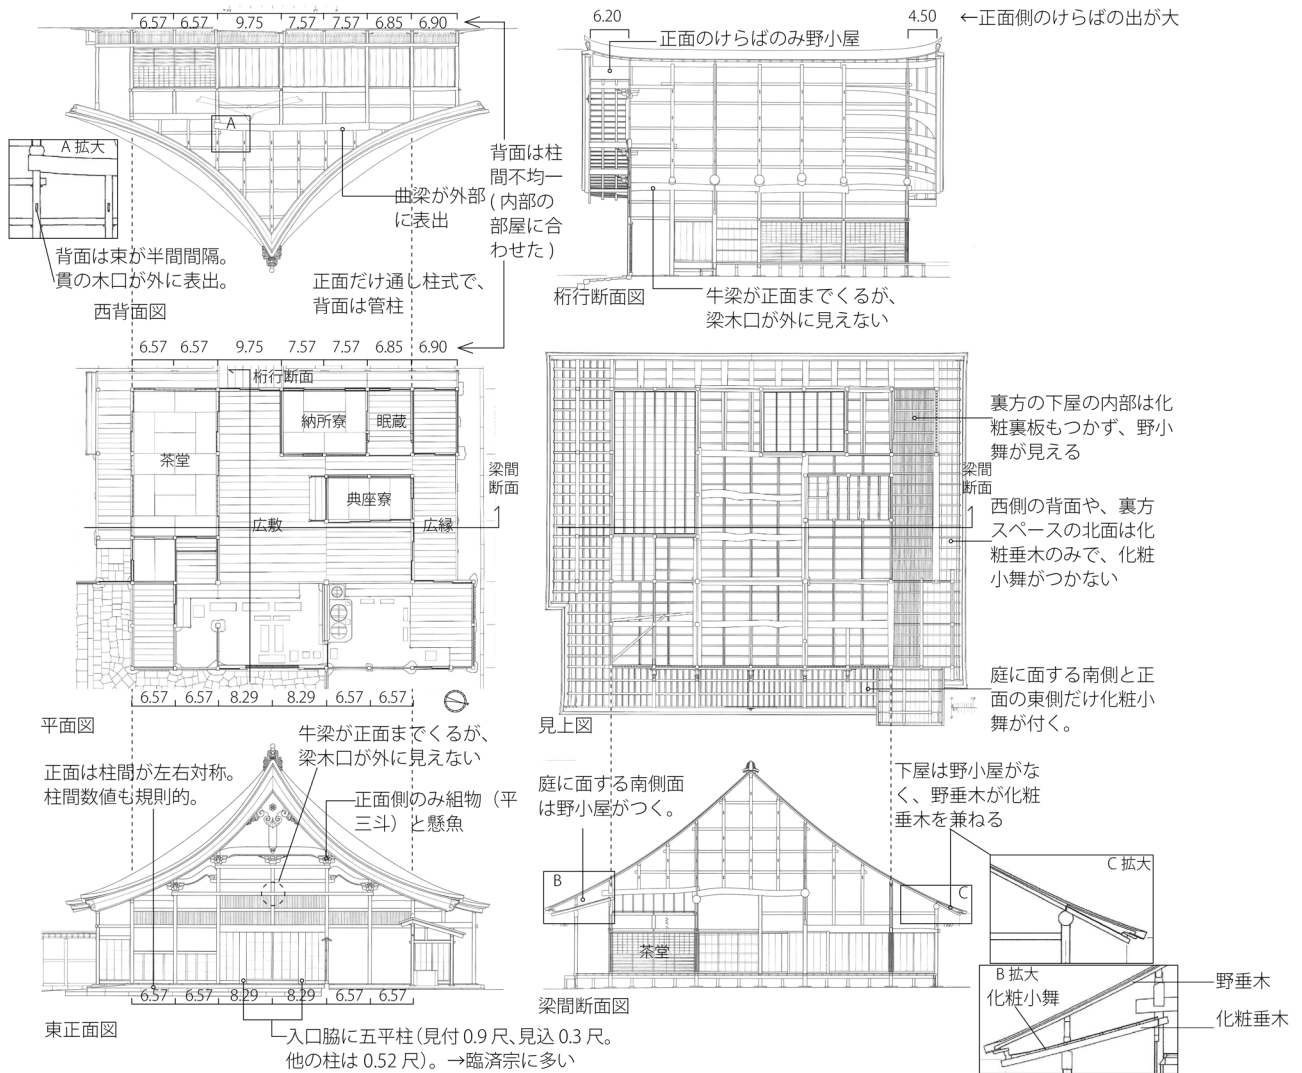 6.57 6.57 9.75 7.57 7.57 6.85 6.90
A
A 拡大
背面は束が半間間隔。
貫の木口が外に表出。
西背面図
曲梁が外部
に表出
背面は柱
間不均一
(内部の
部屋に合
わせた)
正面だけ通し柱式で、
背面は管柱
6.20
4.50
←正面側のけらばの出が大
正面のけらばのみ野小屋
桁行断面図
牛梁が正面までくるが、
梁木口が外に見えない
6.57 6.57 9.75 7.57 7.57 6.85 6.90
桁行断面
納所寮
眠蔵
茶堂
典座寮
広敷
広縁
梁間
断面
6.57 6.57 8.29 8.29 6.57 6.57
平面図
裏方の下屋の内部は化
粧裏板もつかず、野小
舞が見える
梁間
断面
西側の背面や、裏方
スペースの北面は化
粧垂木のみで、化粧
小舞がつかない
庭に面する南側と正
面の東側だけ化粧小
舞が付く。
見上図
牛梁が正面までくるが、
梁木口が外に見えない
正面は柱間が左右対称。
柱間数値も規則的。
正面側のみ組物（平
三斗）と懸魚
6.57 6.57 8.29 8.29 6.57 6.57
東正面図
入口脇に五平柱（見付 0.9 尺、見込 0.3 尺。
他の柱は 0.52 尺）。→臨済宗に多い
庭に面する南側面
は野小屋がつく。
下屋は野小屋がな
く、野垂木が化粧
垂木を兼ねる
B
C
茶堂
梁間断面図
C 拡大
B 拡大
化粧小舞
野垂木
化粧垂木